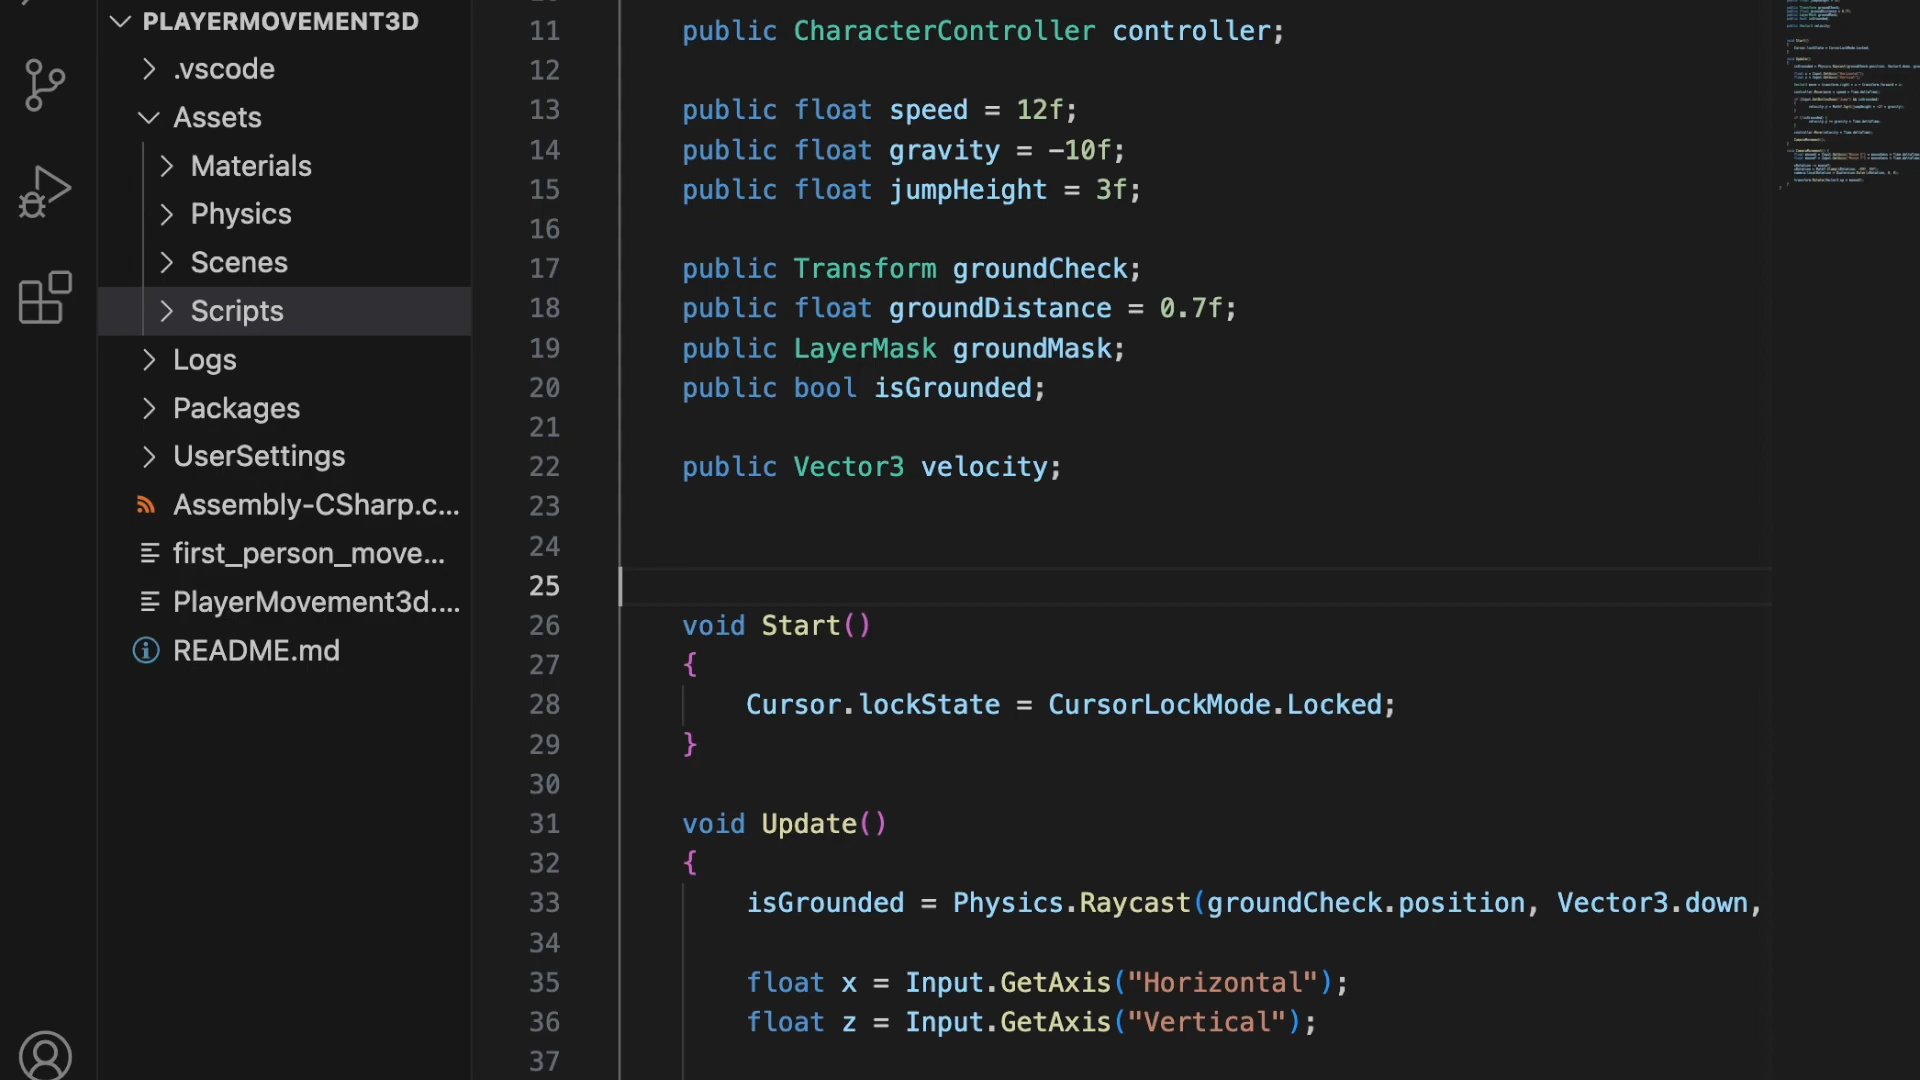 PLAYERMOVEMENT3D
.vscode
Assets
Materials
Physics
Scenes
Scripts
Logs
Packages
UserSettings
Assembly-CSharp.c...
first_person_move...
PlayerMovement3d....
README.md
11 public CharacterController controller;
12
13 public float speed = 12f;
14 public float gravity = -10f;
15 public float jumpHeight = 3f;
16
17 public Transform groundCheck;
18 public float groundDistance = 0.7f;
19 public LayerMask groundMask;
20 public bool isGrounded;
21
22 public Vector3 velocity;
23
24
25
26 void Start()
27 {
28 Cursor.lockState = CursorLockMode.Locked;
29 }
30
31 void Update()
32 {
33 isGrounded = Physics.Raycast(groundCheck.position, Vector3.down,
34
35 float x = Input.GetAxis("Horizontal");
36 float z = Input.GetAxis("Vertical");
37